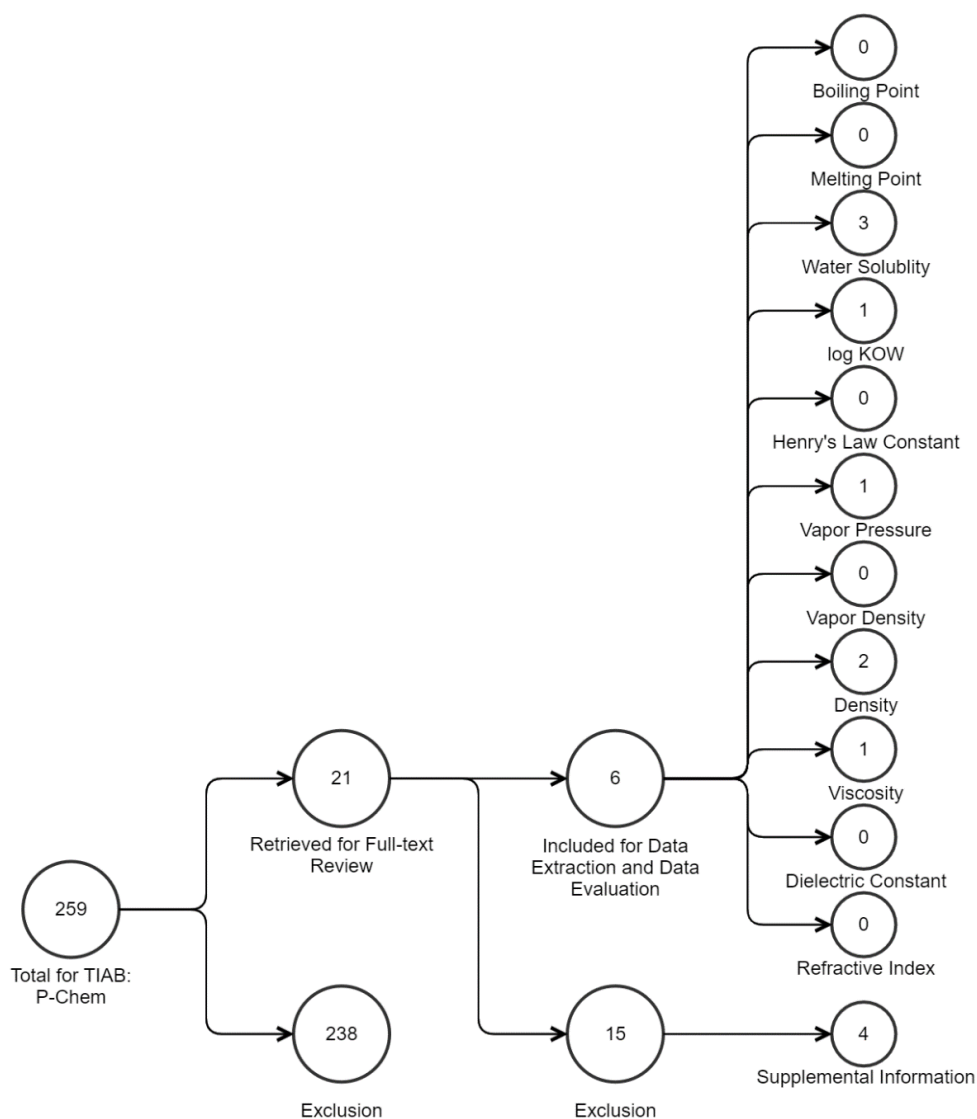 0
Boiling Point
0
Melting Point
3
Water Solublity
1
log KOW
0
Henry's Law Constant
1
Vapor Pressure
0
Vapor Density
2
Density
1
Viscosity
0
Dielectric Constant
0
Refractive Index
21
Retrieved for Full-text
Review
6
Included for Data
Extraction and Data
Evaluation
259
Total for TIAB:
P-Chem
238
Exclusion
15
Exclusion
4
Supplemental Information